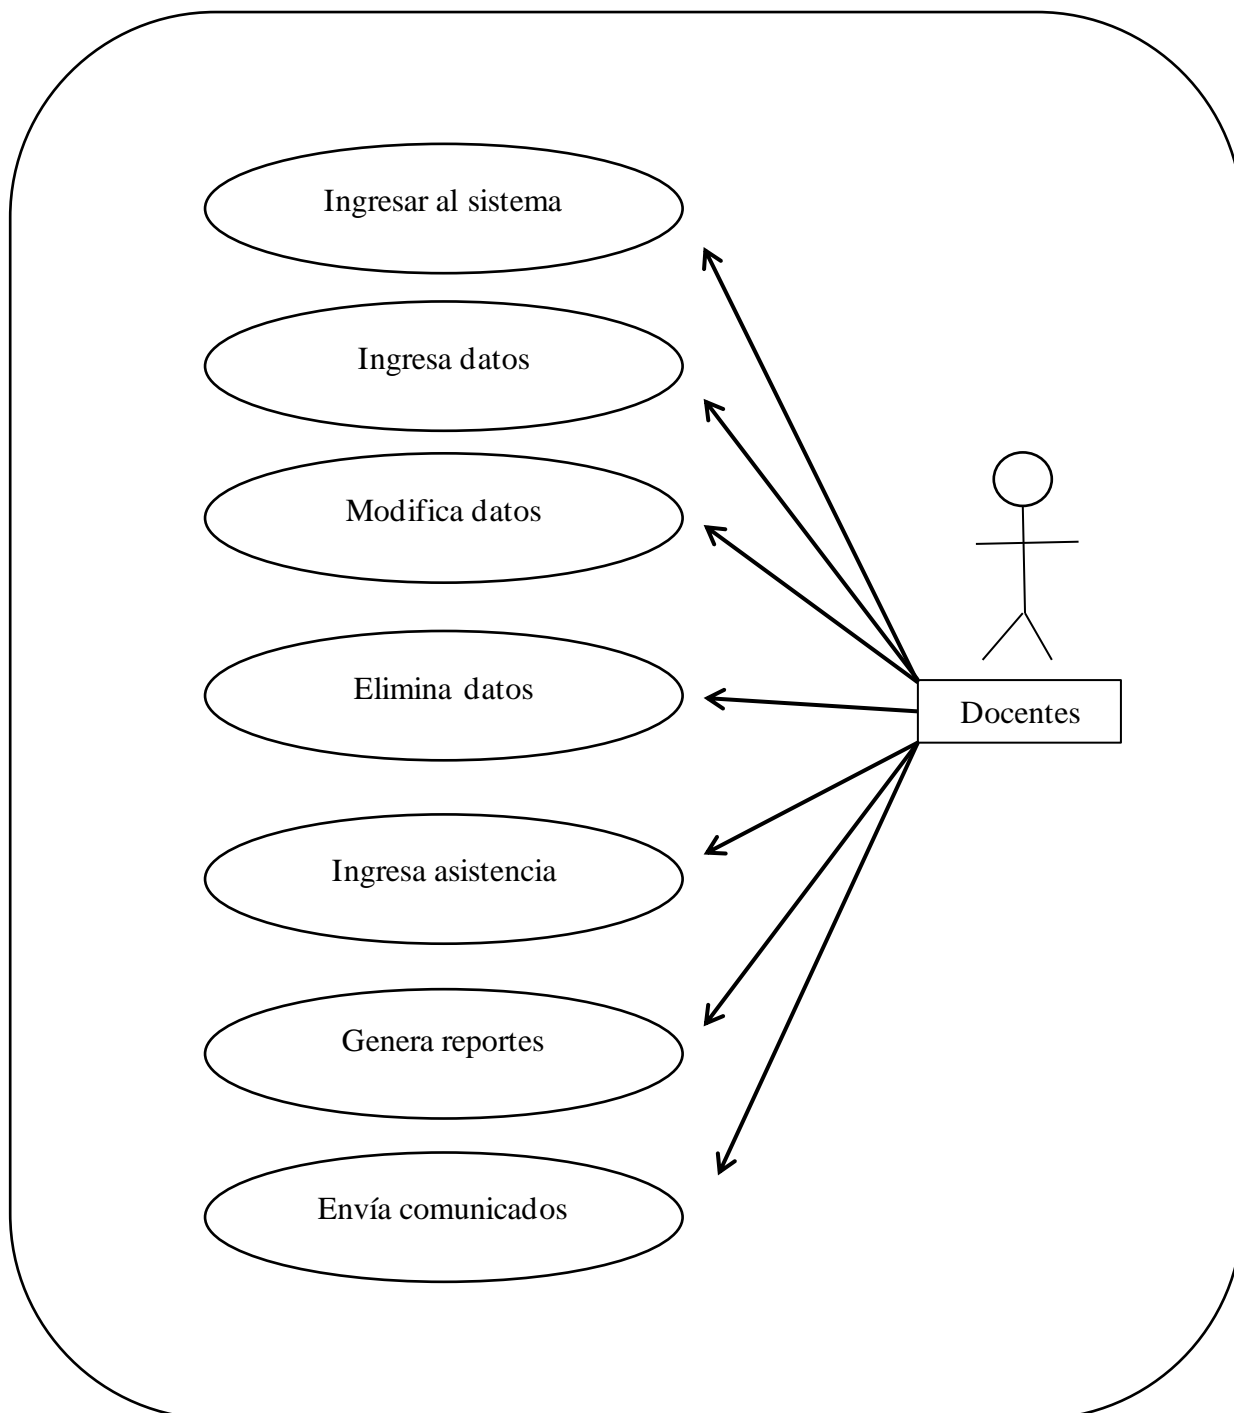 Ingresar al sistema
Ingresa datos
Modifica datos
Elimina datos
Docentes
Ingresa asistencia
Genera reportes
Envía comunicados